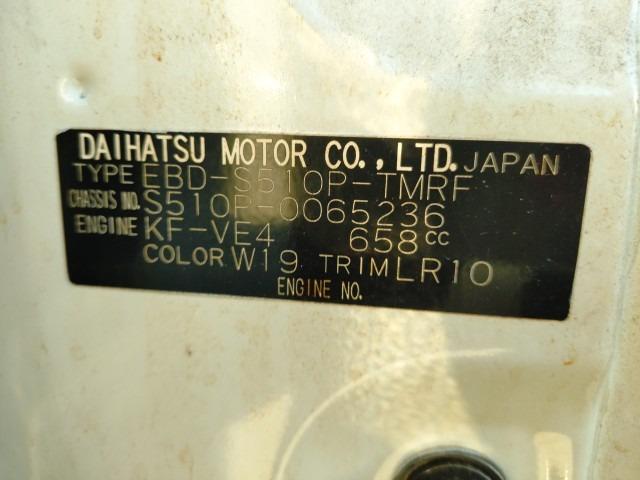 DAIHATSU MOTOR CO.,LTD. JAPAN
TYPE EBD-S510P-TMRF
CHASSIS NO. S510P-0065236
ENGINE KF-VE4 658cc
COLOR W19 TRIM LR10
ENGINE NO.